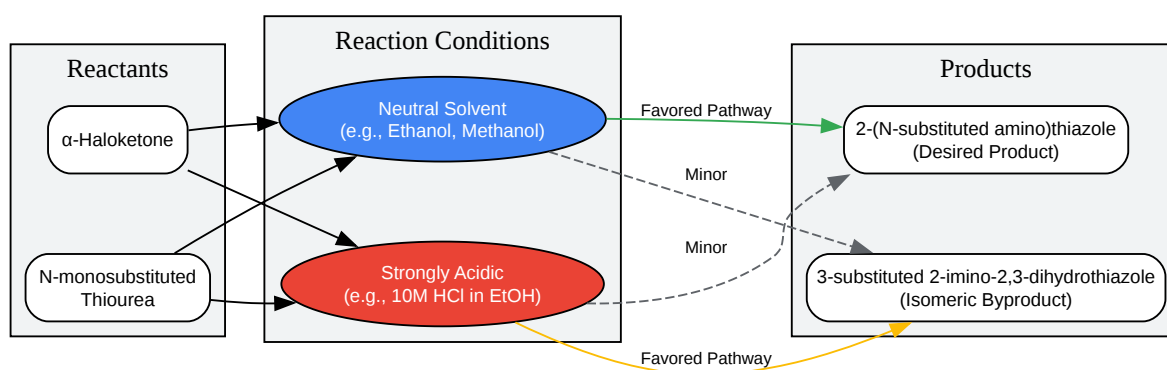 Reactants
α-Haloketone
N-monosubstituted
Thiourea
Reaction Conditions
Neutral Solvent
(e.g., Ethanol, Methanol)
Strongly Acidic
(e.g., 10M HCl in EtOH)
Favored Pathway
Minor
Minor
Favored Pathway
Products
2-(N-substituted amino)thiazole
(Desired Product)
3-substituted 2-imino-2,3-dihydrothiazole
(Isomeric Byproduct)